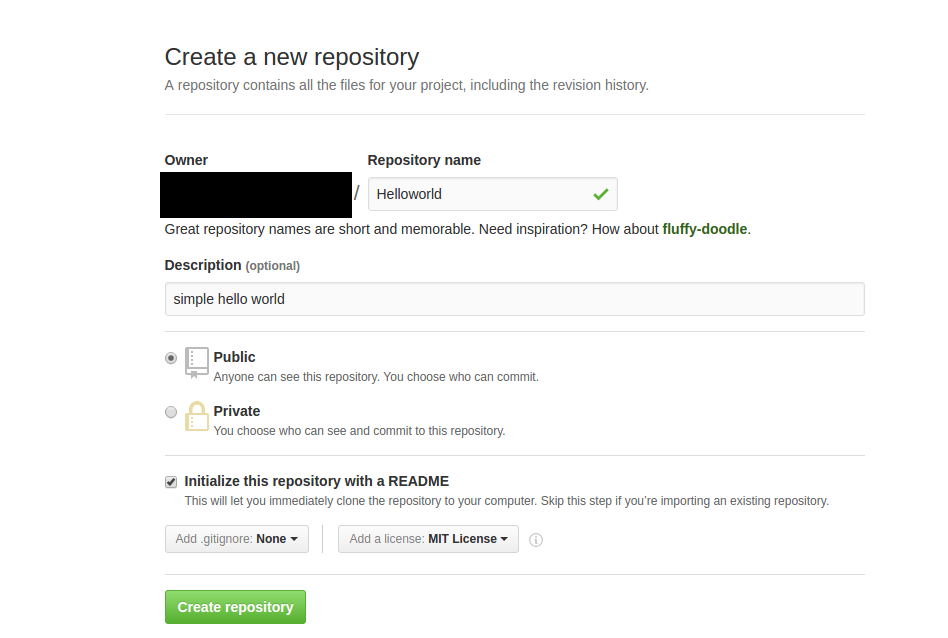 Create a new repository
A repository contains all the files for your project, including the revision history.
Owner Repository name
/ Helloworld
Great repository names are short and memorable. Need inspiration? How about fluffy-doodle.
Description (optional)
simple hello world
Public
Anyone can see this repository. You choose who can commit.
Private
You choose who can see and commit to this repository.
Initialize this repository with a README
This will let you immediately clone the repository to your computer. Skip this step if you’re importing an existing repository.
Add .gitignore: None Add a license: MIT License
Create repository